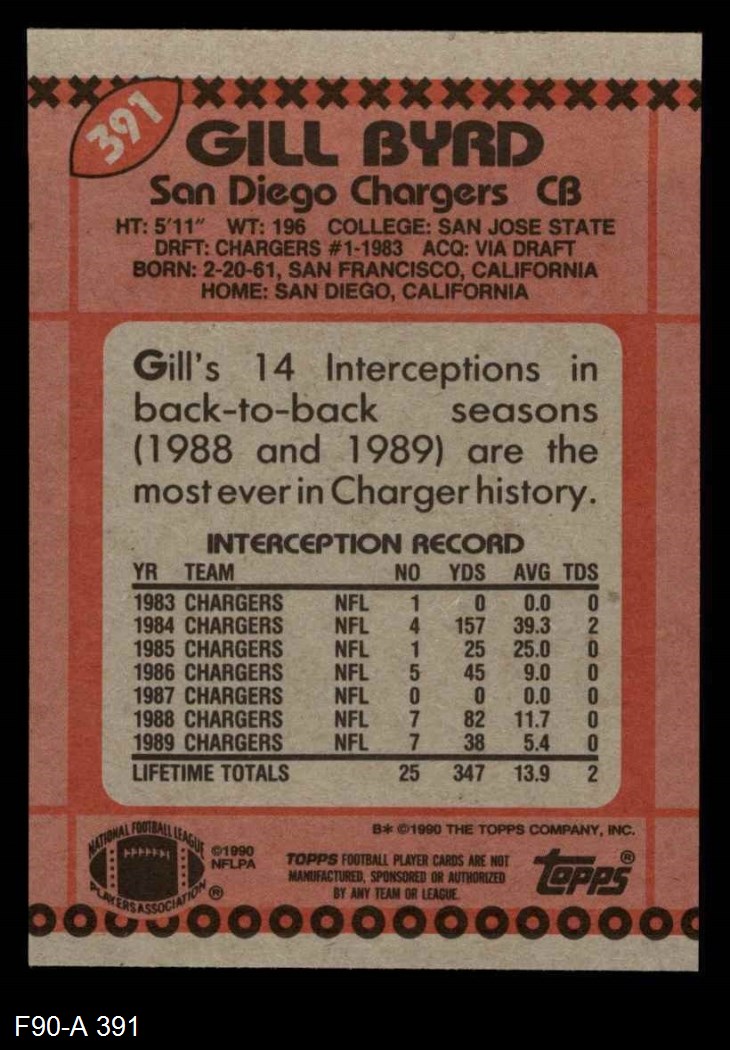 391
GILL BYRD
San Diego Chargers CB
HT: 5'11" WT: 196 COLLEGE: SAN JOSE STATE
DRFT: CHARGERS #1-1983 ACQ: VIA DRAFT
BORN: 2-20-61, SAN FRANCISCO, CALIFORNIA
HOME: SAN DIEGO, CALIFORNIA
Gill's 14 Interceptions in
back-to-back seasons
(1988 and 1989) are the
most ever in Charger history.
INTERCEPTION RECORD
YR TEAM NO YDS AVG TDS
1983 CHARGERS NFL 1 0 0.0 0
1984 CHARGERS NFL 4 157 39.3 2
1985 CHARGERS NFL 1 25 25.0 0
1986 CHARGERS NFL 5 45 9.0 0
1987 CHARGERS NFL 0 0 0.0 0
1988 CHARGERS NFL 7 82 11.7 0
1989 CHARGERS NFL 7 38 5.4 0
LIFETIME TOTALS 25 347 13.9 2
B* ©1990 THE TOPPS COMPANY, INC.
NATIONAL FOOTBALL LEAGUE
PLAYERS ASSOCIATION ®
©1990
NFLPA
TOPPS FOOTBALL PLAYER CARDS ARE NOT
MANUFACTURED, SPONSORED OR AUTHORIZED
BY ANY TEAM OR LEAGUE.
topps®
F90-A 391